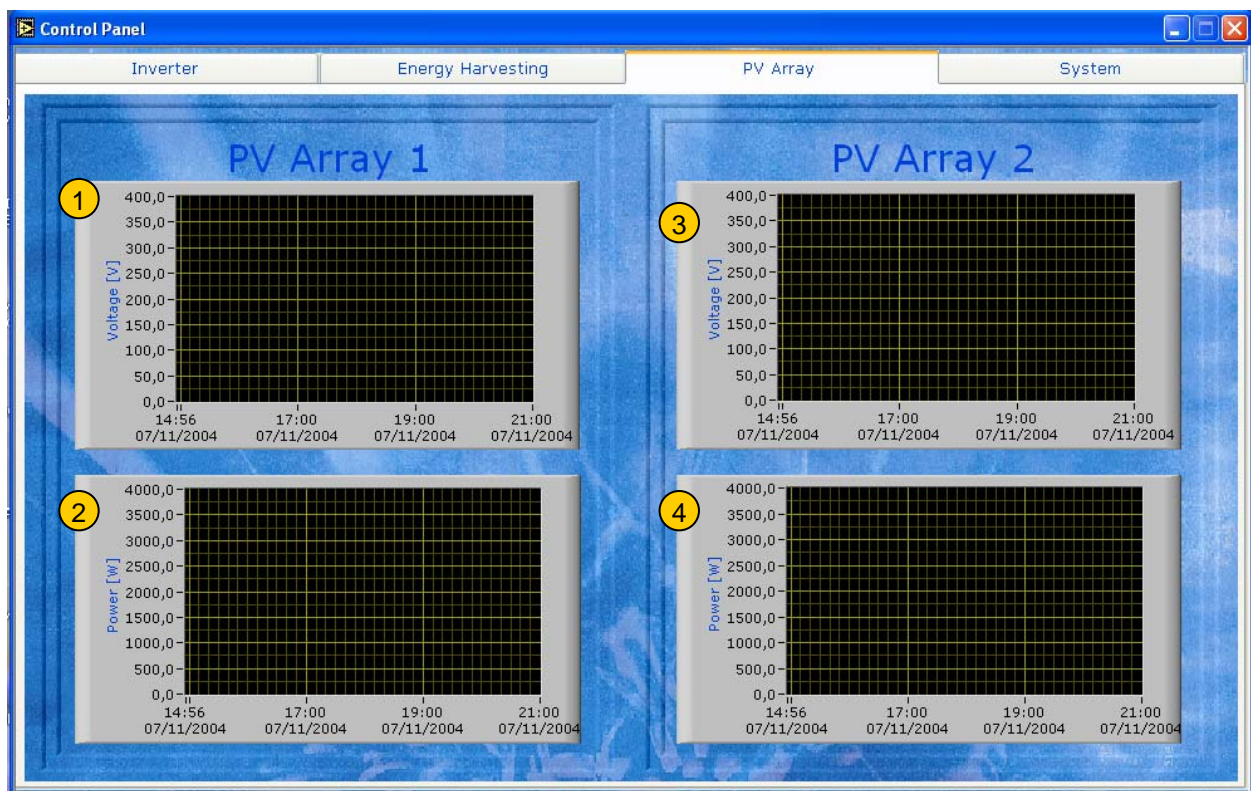 Control Panel
Inverter
Energy Harvesting
PV Array
System
PV Array 1
1
400,0
350,0
300,0
250,0
200,0
150,0
100,0
50,0
0,0
Voltage [V]
14:56 17:00 19:00 21:00
07/11/2004 07/11/2004 07/11/2004 07/11/2004
2
4000,0
3500,0
3000,0
2500,0
2000,0
1500,0
1000,0
500,0
0,0
Power [W]
14:56 17:00 19:00 21:00
07/11/2004 07/11/2004 07/11/2004 07/11/2004
PV Array 2
3
400,0
350,0
300,0
250,0
200,0
150,0
100,0
50,0
0,0
Voltage [V]
14:56 17:00 19:00 21:00
07/11/2004 07/11/2004 07/11/2004 07/11/2004
4
4000,0
3500,0
3000,0
2500,0
2000,0
1500,0
1000,0
500,0
0,0
Power [W]
14:56 17:00 19:00 21:00
07/11/2004 07/11/2004 07/11/2004 07/11/2004